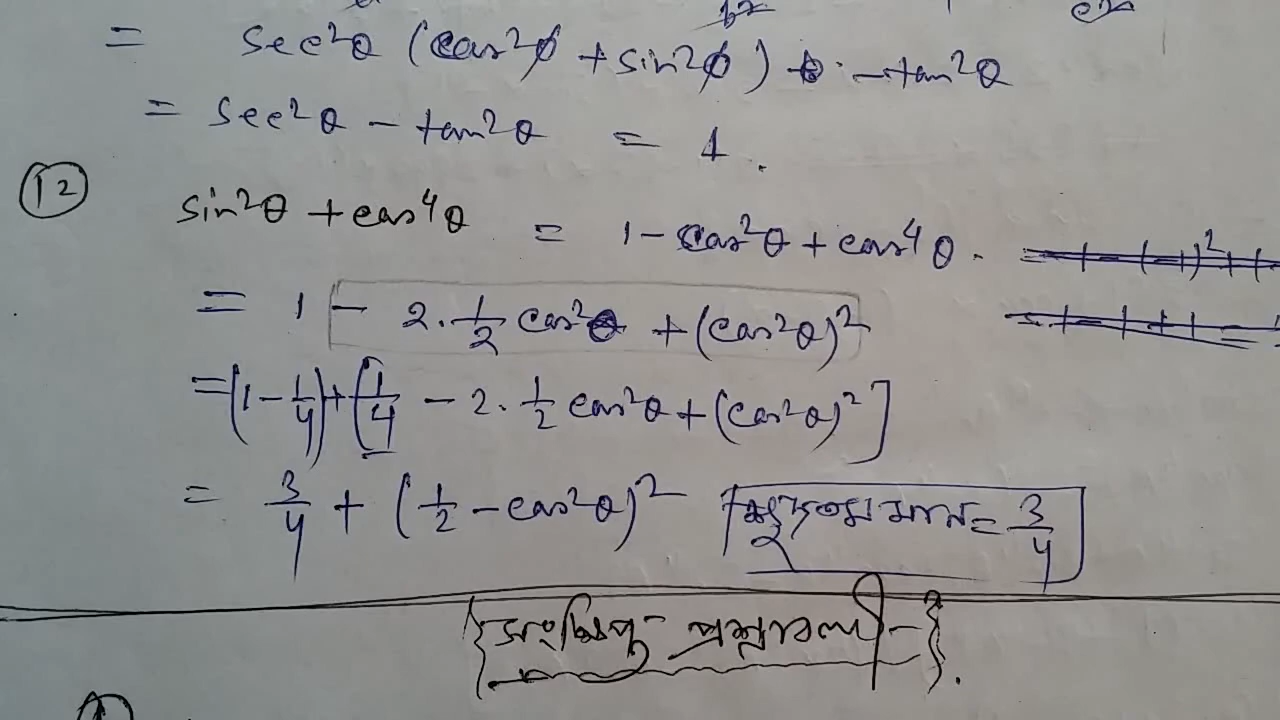 = sec²θ (cos²φ + sin²φ) - tan²θ
= sec²θ - tan²θ = 1.
12 sin²θ + cos⁴θ = 1 - cos²θ + cos⁴θ.
= 1 - 2. 1/2 cos²θ + (cos²θ)²
= (1 - 1/4) + [1/4 - 2. 1/2 cos²θ + (cos²θ)²]
= 3/4 + (1/2 - cos²θ)² ক্ষুদ্রতম মান = 3/4
{সংক্ষিপ্ত - প্রশ্নাবলী -}.